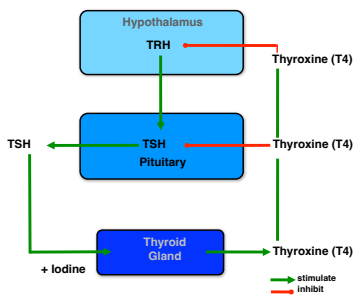 Hypothalamus
TRH
Thyroxine (T4)
TSH
TSH
Thyroxine (T4)
Pituitary
Thyroid
Gland
Thyroxine (T4)
+ Iodine
stimulate
inhibit